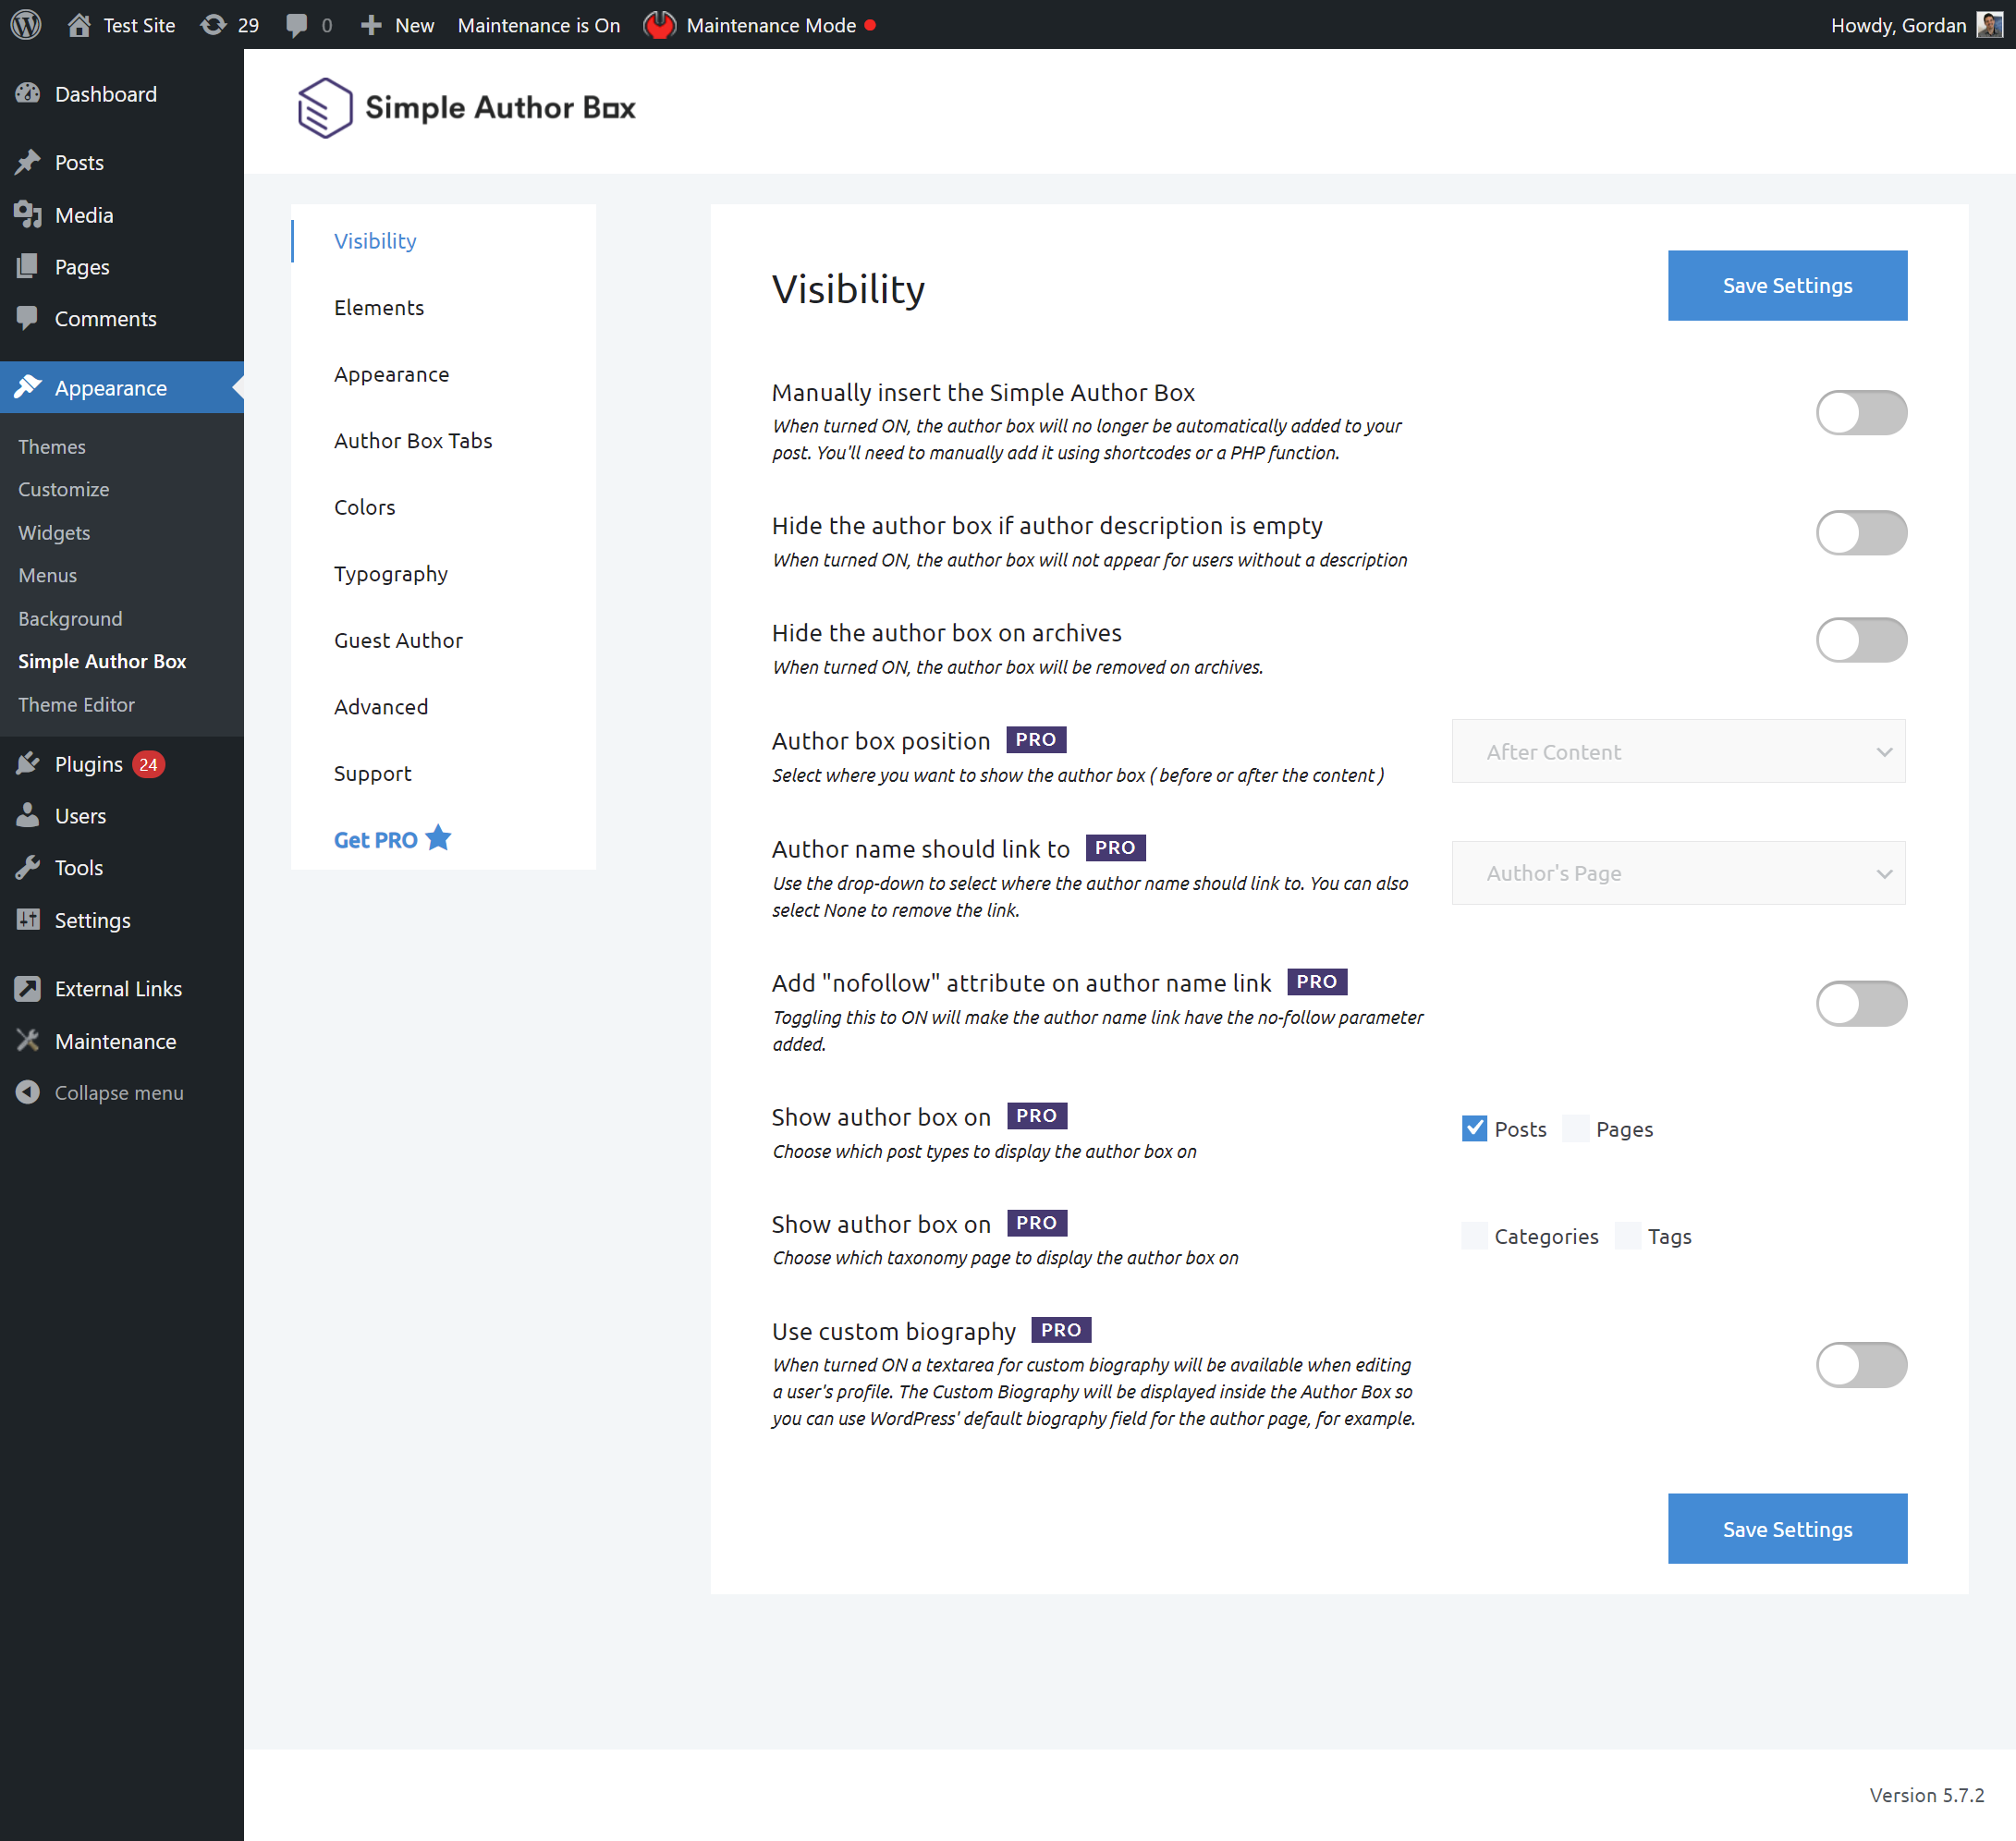 Test Site 29 0 New Maintenance is On Maintenance Mode Howdy, Gordan
Dashboard
Posts
Media
Pages
Comments
Appearance
Themes
Customize
Widgets
Menus
Background
Simple Author Box
Theme Editor
Plugins 24
Users
Tools
Settings
External Links
Maintenance
Collapse menu
Simple Author Box
Visibility
Elements
Appearance
Author Box Tabs
Colors
Typography
Guest Author
Advanced
Support
Get PRO
Visibility
Save Settings
Manually insert the Simple Author Box
When turned ON, the author box will no longer be automatically added to your
post. You'll need to manually add it using shortcodes or a PHP function.
Hide the author box if author description is empty
When turned ON, the author box will not appear for users without a description
Hide the author box on archives
When turned ON, the author box will be removed on archives.
Author box position PRO
Select where you want to show the author box ( before or after the content )
After Content
Author name should link to PRO
Use the drop-down to select where the author name should link to. You can also
select None to remove the link.
Author's Page
Add "nofollow" attribute on author name link PRO
Toggling this to ON will make the author name link have the no-follow parameter
added.
Show author box on PRO
Choose which post types to display the author box on
Posts Pages
Show author box on PRO
Choose which taxonomy page to display the author box on
Categories Tags
Use custom biography PRO
When turned ON a textarea for custom biography will be available when editing
a user's profile. The Custom Biography will be displayed inside the Author Box so
you can use WordPress' default biography field for the author page, for example.
Save Settings
Version 5.7.2